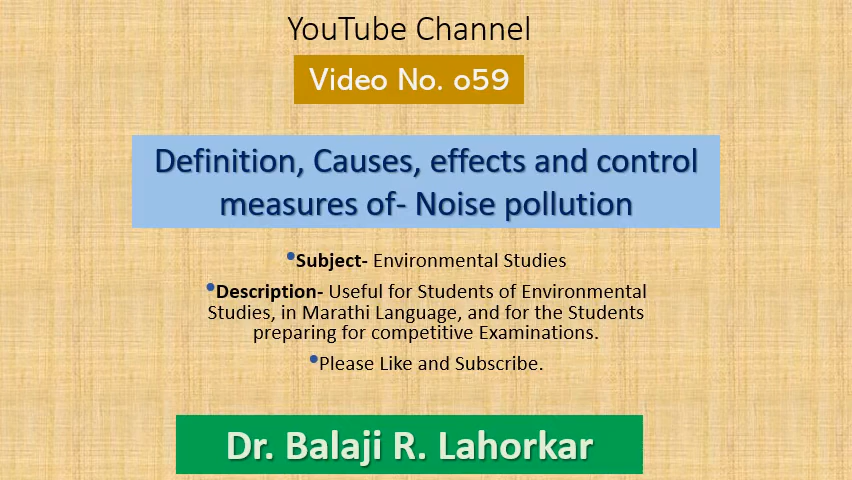 YouTube Channel
Video No. o59
Definition, Causes, effects and control
measures of- Noise pollution
•Subject- Environmental Studies
•Description- Useful for Students of Environmental
Studies, in Marathi Language, and for the Students
preparing for competitive Examinations.
•Please Like and Subscribe.
Dr. Balaji R. Lahorkar